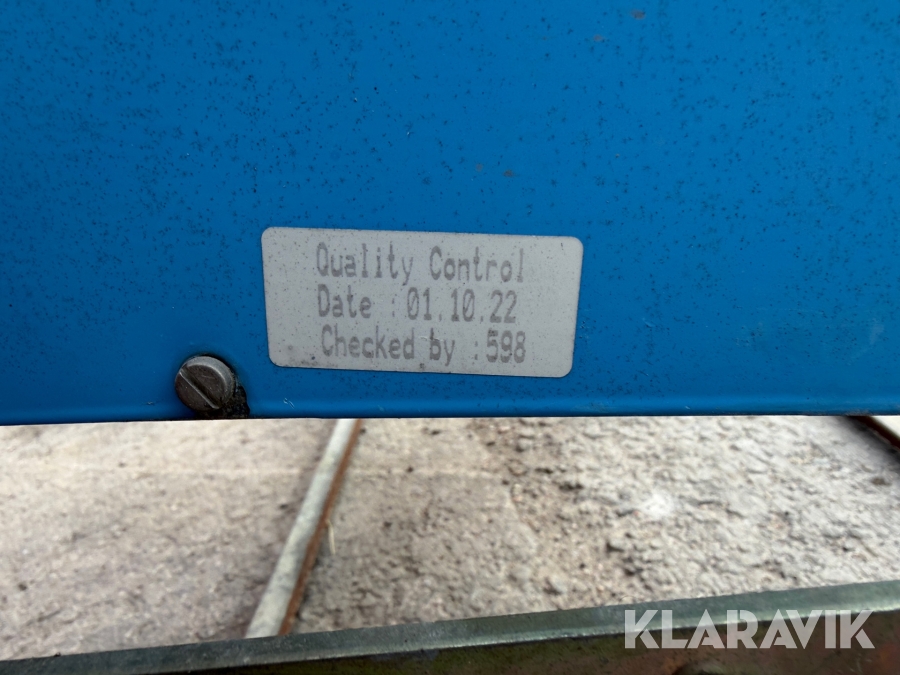 Quality Control
Date : 01.10.22
Checked by : 598
KLARAVIK